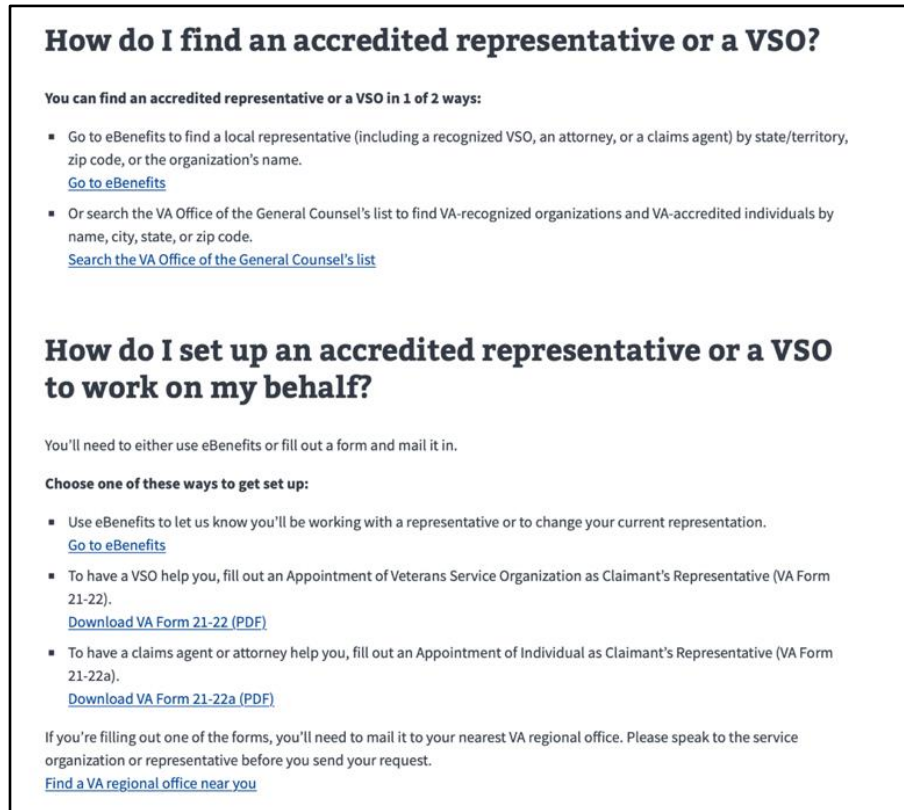 How do I find an accredited representative or a VSO?
You can find an accredited representative or a VSO in 1 of 2 ways:
▪ Go to eBenefits to find a local representative (including a recognized VSO, an attorney, or a claims agent) by state/territory,
zip code, or the organization’s name.
Go to eBenefits
▪ Or search the VA Office of the General Counsel’s list to find VA-recognized organizations and VA-accredited individuals by
name, city, state, or zip code.
Search the VA Office of the General Counsel’s list
How do I set up an accredited representative or a VSO
to work on my behalf?
You’ll need to either use eBenefits or fill out a form and mail it in.
Choose one of these ways to get set up:
▪ Use eBenefits to let us know you’ll be working with a representative or to change your current representation.
Go to eBenefits
▪ To have a VSO help you, fill out an Appointment of Veterans Service Organization as Claimant’s Representative (VA Form
21-22).
Download VA Form 21-22 (PDF)
▪ To have a claims agent or attorney help you, fill out an Appointment of Individual as Claimant’s Representative (VA Form
21-22a).
Download VA Form 21-22a (PDF)
If you’re filling out one of the forms, you’ll need to mail it to your nearest VA regional office. Please speak to the service
organization or representative before you send your request.
Find a VA regional office near you